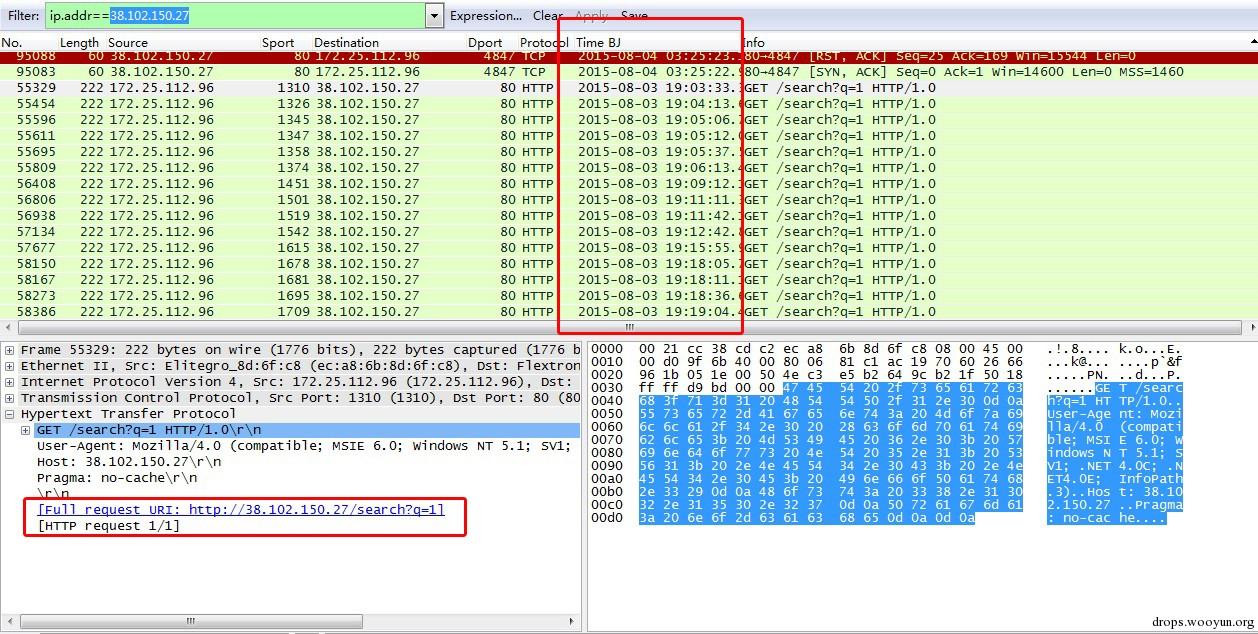 Filter: ip.addr==38.102.150.27 Expression... Clear Apply Save
No. Length Source Sport Destination Dport Protocol Time BJ Info
95088 60 38.102.150.27 80 172.25.112.96 4847 TCP 2015-08-04 03:25:23. 80→4847 [RST, ACK] Seq=25 Ack=169 Win=15544 Len=0
95083 60 38.102.150.27 80 172.25.112.96 4847 TCP 2015-08-04 03:25:22.9 80→4847 [SYN, ACK] Seq=0 Ack=1 Win=14600 Len=0 MSS=1460
55329 222 172.25.112.96 1310 38.102.150.27 80 HTTP 2015-08-03 19:03:33. GET /search?q=1 HTTP/1.0
55454 222 172.25.112.96 1326 38.102.150.27 80 HTTP 2015-08-03 19:04:13.6 GET /search?q=1 HTTP/1.0
55596 222 172.25.112.96 1345 38.102.150.27 80 HTTP 2015-08-03 19:05:06. GET /search?q=1 HTTP/1.0
55611 222 172.25.112.96 1347 38.102.150.27 80 HTTP 2015-08-03 19:05:12. GET /search?q=1 HTTP/1.0
55695 222 172.25.112.96 1358 38.102.150.27 80 HTTP 2015-08-03 19:05:37. GET /search?q=1 HTTP/1.0
55809 222 172.25.112.96 1374 38.102.150.27 80 HTTP 2015-08-03 19:06:13.4 GET /search?q=1 HTTP/1.0
56408 222 172.25.112.96 1451 38.102.150.27 80 HTTP 2015-08-03 19:09:12. GET /search?q=1 HTTP/1.0
56806 222 172.25.112.96 1501 38.102.150.27 80 HTTP 2015-08-03 19:11:11. GET /search?q=1 HTTP/1.0
56938 222 172.25.112.96 1519 38.102.150.27 80 HTTP 2015-08-03 19:11:42. GET /search?q=1 HTTP/1.0
57134 222 172.25.112.96 1542 38.102.150.27 80 HTTP 2015-08-03 19:12:42.8 GET /search?q=1 HTTP/1.0
57677 222 172.25.112.96 1615 38.102.150.27 80 HTTP 2015-08-03 19:15:55.9 GET /search?q=1 HTTP/1.0
58150 222 172.25.112.96 1678 38.102.150.27 80 HTTP 2015-08-03 19:18:05. GET /search?q=1 HTTP/1.0
58167 222 172.25.112.96 1681 38.102.150.27 80 HTTP 2015-08-03 19:18:11. GET /search?q=1 HTTP/1.0
58273 222 172.25.112.96 1695 38.102.150.27 80 HTTP 2015-08-03 19:18:36.6 GET /search?q=1 HTTP/1.0
58386 222 172.25.112.96 1709 38.102.150.27 80 HTTP 2015-08-03 19:19:04.4 GET /search?q=1 HTTP/1.0
Frame 55329: 222 bytes on wire (1776 bits), 222 bytes captured (1776 b
Ethernet II, Src: Elitegro_8d:6f:c8 (ec:a8:6b:8d:6f:c8), Dst: Flextron
Internet Protocol Version 4, Src: 172.25.112.96 (172.25.112.96), Dst:
Transmission Control Protocol, Src Port: 1310 (1310), Dst Port: 80 (80
Hypertext Transfer Protocol
GET /search?q=1 HTTP/1.0\r\n
User-Agent: Mozilla/4.0 (compatible; MSIE 6.0; Windows NT 5.1; SV1;
Host: 38.102.150.27\r\n
Pragma: no-cache\r\n
\r\n
[Full request URI: http://38.102.150.27/search?q=1]
[HTTP request 1/1]
0000 00 21 cc 38 cd c2 ec a8 6b 8d 6f c8 08 00 45 00 .!.8.... k.o...E.
0010 00 d0 9f 6b 40 00 80 06 81 c1 ac 19 70 60 26 66 ...k@... ....p`&f
0020 96 1b 05 1e 00 50 4e c3 e5 b2 64 9c b2 1f 50 18 .....PN. ..d...P.
0030 ff ff d9 bd 00 00 47 45 54 20 2f 73 65 61 72 63 ......GE T /searc
0040 68 3f 71 3d 31 20 48 54 54 50 2f 31 2e 30 0d 0a h?q=1 HT TP/1.0..
0050 55 73 65 72 2d 41 67 65 6e 74 3a 20 4d 6f 7a 69 User-Age nt: Mozi
0060 6c 6c 61 2f 34 2e 30 20 28 63 6f 6d 70 61 74 69 lla/4.0 (compati
0070 62 6c 65 3b 20 4d 53 49 45 20 36 2e 30 3b 20 57 ble; MSI E 6.0; W
0080 69 6e 64 6f 77 73 20 4e 54 20 35 2e 31 3b 20 53 indows N T 5.1; S
0090 56 31 3b 20 2e 4e 45 54 34 2e 30 43 3b 20 2e 4e V1; .NET 4.0C; .N
00a0 45 54 34 2e 30 45 3b 20 49 6e 66 6f 50 61 74 68 ET4.0E; InfoPath
00b0 2e 33 29 0d 0a 48 6f 73 74 3a 20 33 38 2e 31 30 .3)..Hos t: 38.10
00c0 32 2e 31 35 30 2e 32 37 0d 0a 50 72 61 67 6d 61 2.150.27 ..Pragma
00d0 3a 20 6e 6f 2d 63 61 63 68 65 0d 0a 0d 0a : no-cac he....
drops.wooyun.org